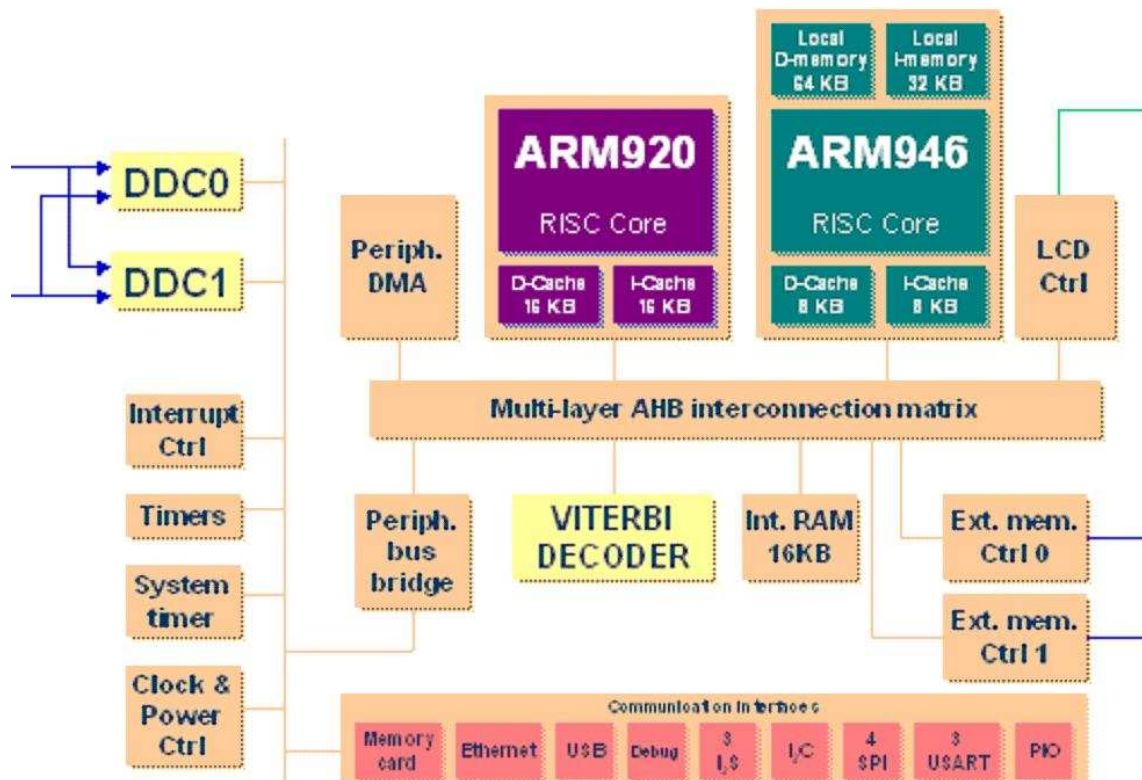 Local
D-memory
64 KB
Local
I-memory
32 KB
ARM920
RISC Core
D-Cache
16 KB
I-Cache
16 KB
ARM946
RISC Core
D-Cache
8 KB
I-Cache
8 KB
DDC0
DDC1
Periph.
DMA
LCD
Ctrl
Multi-layer AHB interconnection matrix
Interrupt
Ctrl
Timers
System
timer
Clock &
Power
Ctrl
Periph.
bus
bridge
VITERBI
DECODER
Int. RAM
16KB
Ext. mem.
Ctrl 0
Ext. mem.
Ctrl 1
Communication Interfaces
Memory
card
Ethernet
USB
Debug
3
I₂S
I₂C
4
SPI
3
USART
PIO